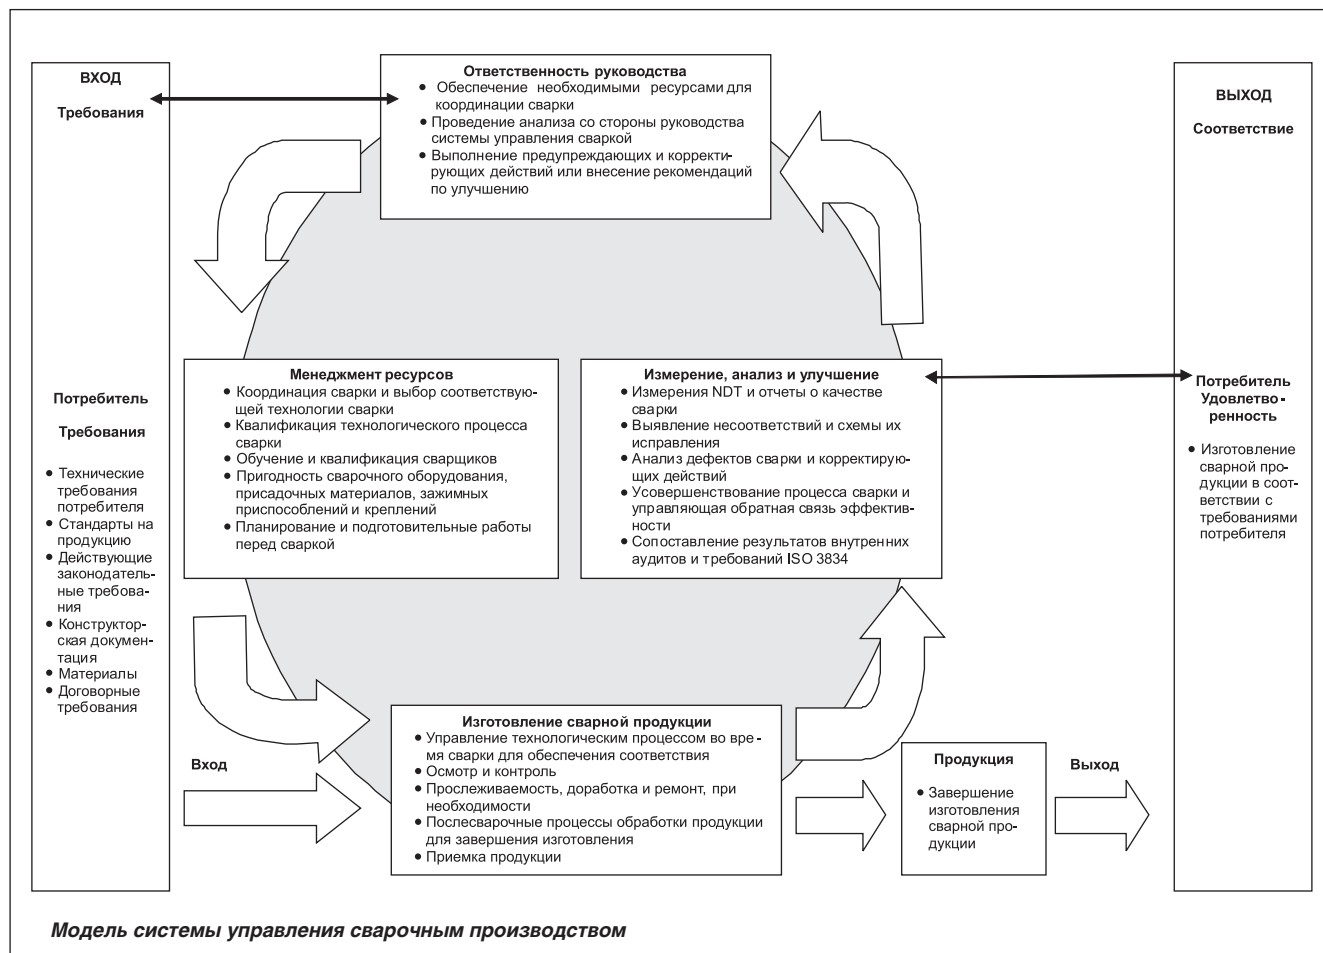 ВХОД
Требования
Потребитель
Требования
• Технические
требования
потребителя
• Стандарты на
продукцию
• Действующие
законодатель-
ные требова-
ния
• Конструктор-
ская докумен-
тация
• Материалы
• Договорные
требования
Ответственность руководства
• Обеспечение необходимыми ресурсами для
координации сварки
• Проведение анализа со стороны руководства
системы управления сваркой
• Выполнение предупреждающих и корректи-
рующих действий или внесение рекомендаций
по улучшению
Менеджмент ресурсов
• Координация сварки и выбор соответствую-
щей технологии сварки
• Квалификация технологического процесса
сварки
• Обучение и квалификация сварщиков
• Пригодность сварочного оборудования,
присадочных материалов, зажимных
приспособлений и креплений
• Планирование и подготовительные работы
перед сваркой
Измерение, анализ и улучшение
• Измерения NDT и отчеты о качестве
сварки
• Выявление несоответствий и схемы их
исправления
• Анализ дефектов сварки и корректирую-
щих действий
• Усовершенствование процесса сварки и
управляющая обратная связь эффектив-
ности
• Сопоставление результатов внутренних
аудитов и требований ISO 3834
Вход
Изготовление сварной продукции
• Управление технологическим процессом во вре-
мя сварки для обеспечения соответствия
• Осмотр и контроль
• Прослеживаемость, доработка и ремонт, при
необходимости
• Послесварочные процессы обработки продукции
для завершения изготовления
• Приемка продукции
Продукция
• Завершение
изготовления
сварной про-
дукции
Выход
ВЫХОД
Соответствие
Потребитель
Удовлетво-
ренность
• Изготовление
сварной про-
дукции в соот-
ветствии с
требованиями
потребителя
Модель системы управления сварочным производством